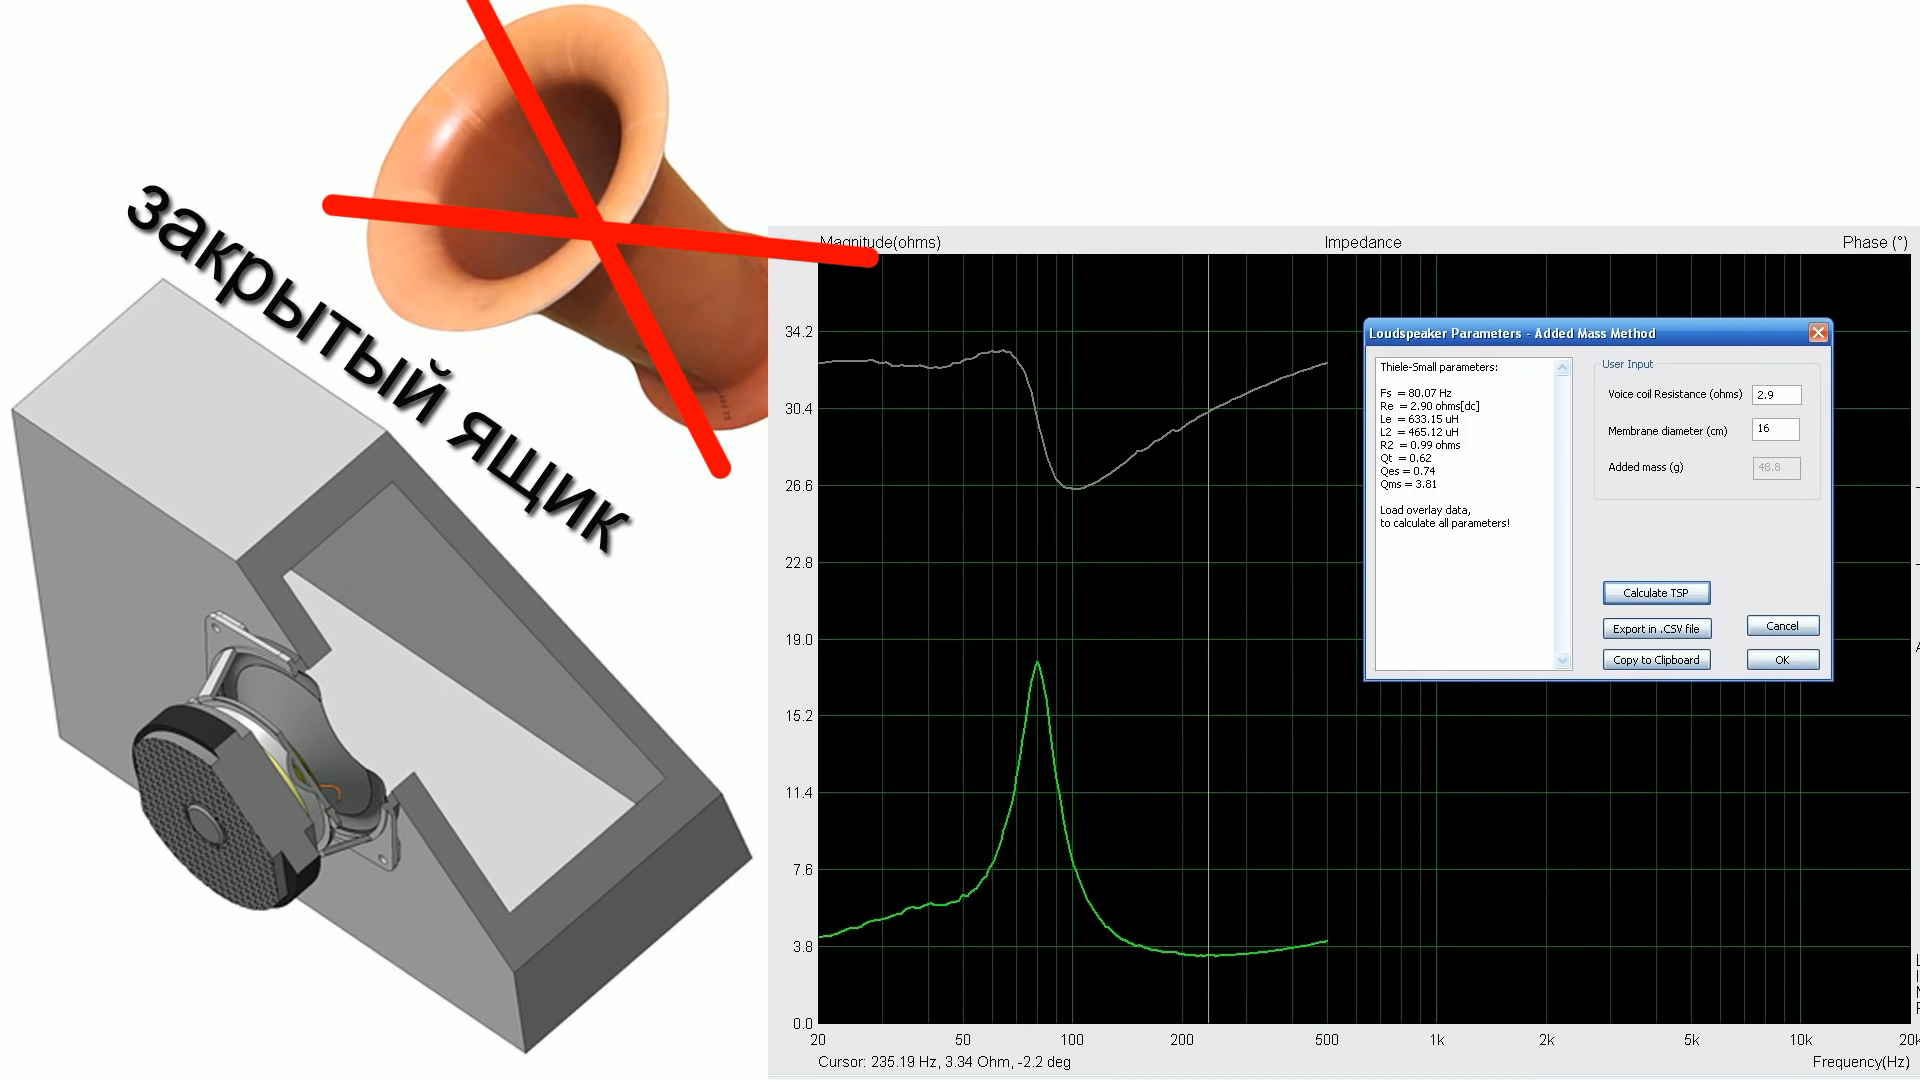 закрытый ящик
Magnitude(ohms)
Impedance
Phase (°)
34.2
30.4
26.6
22.8
19.0
15.2
11.4
7.6
3.8
0.0
20
50
100
200
500
1k
2k
5k
10k
20k
Cursor: 235.19 Hz, 3.34 Ohm, -2.2 deg
Frequency(Hz)
Loudspeaker Parameters - Added Mass Method
Thiele-Small parameters:
Fs = 80.07 Hz
Re = 2.90 ohms[dc]
Le = 633.15 uH
L2 = 465.12 uH
R2 = 0.99 ohms
Qt = 0.62
Qes = 0.74
Qms = 3.81
Load overlay data,
to calculate all parameters!
User Input
Voice coil Resistance (ohms) 2.9
Membrane diameter (cm) 16
Added mass (g) 48.8
Calculate TSP
Export in .CSV file
Cancel
Copy to Clipboard
OK